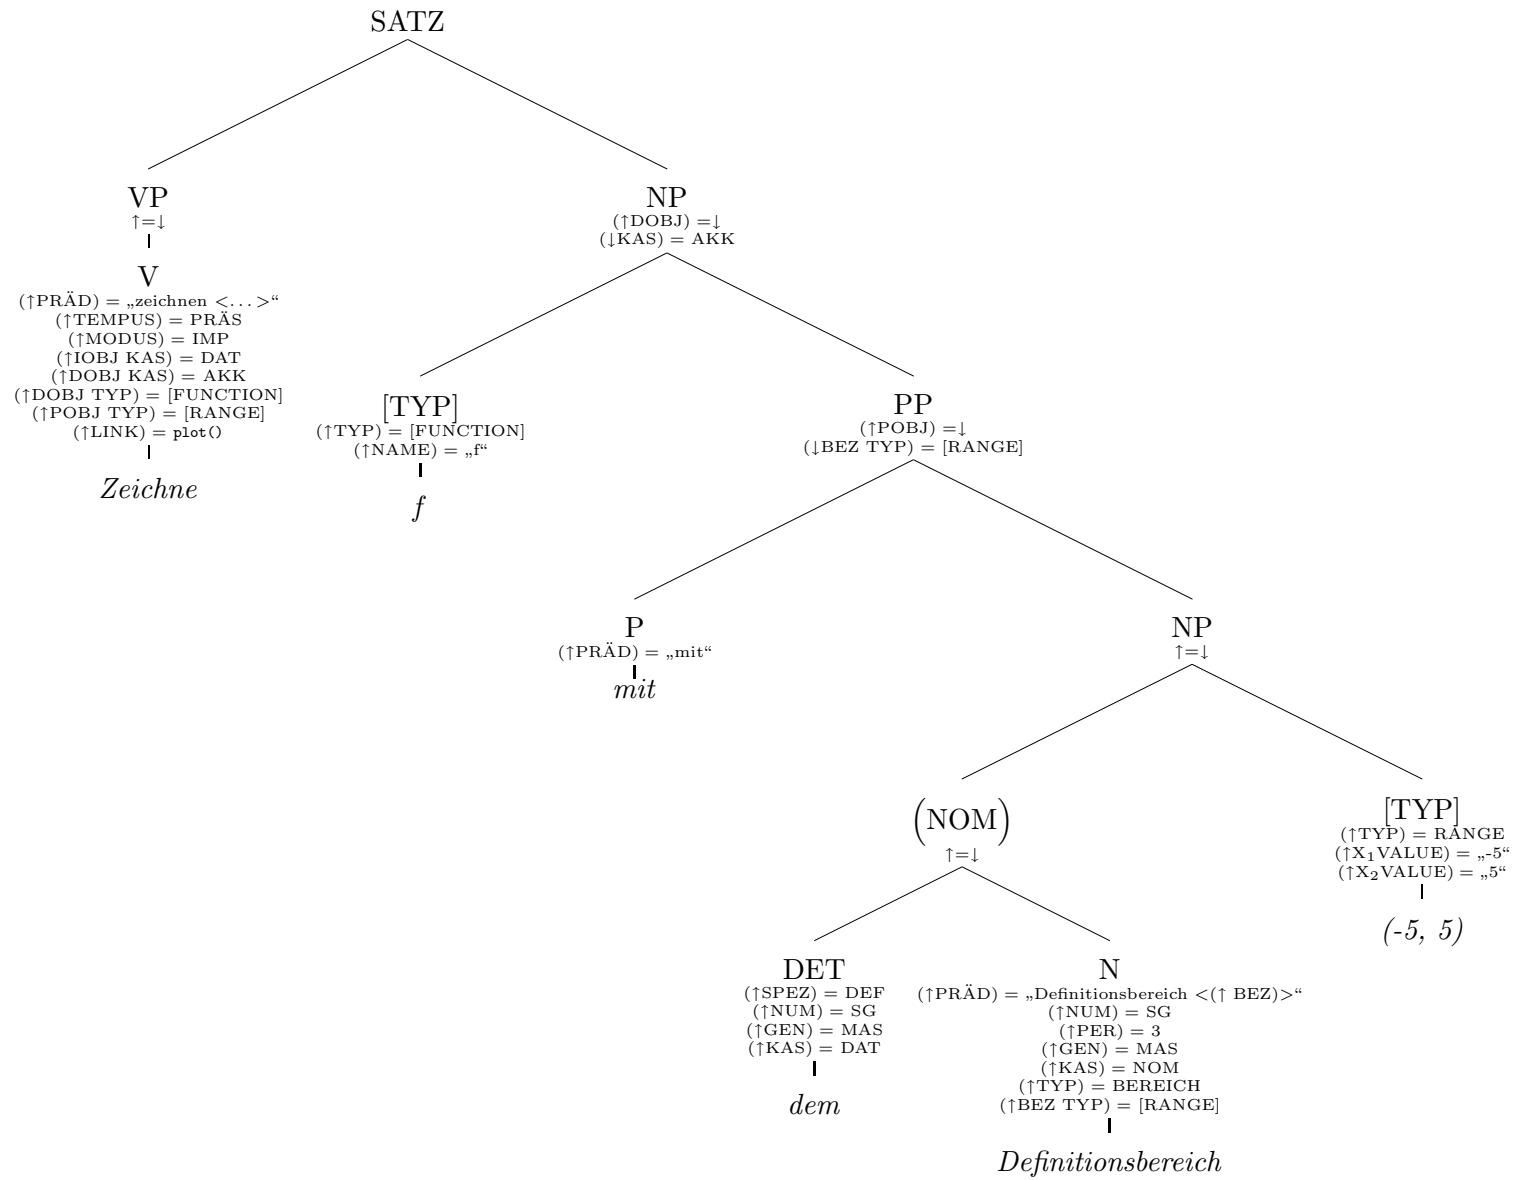 SATZ
VP
↑=↓
NP
(↑DOBJ) =↓
(↓KAS) = AKK
V
(↑PRÄD) = „zeichnen <...>“
(↑TEMPUS) = PRÄS
(↑MODUS) = IMP
(↑IOBJ KAS) = DAT
(↑DOBJ KAS) = AKK
(↑DOBJ TYP) = [FUNCTION]
(↑POBJ TYP) = [RANGE]
(↑LINK) = plot()
Zeichne
[TYP]
(↑TYP) = [FUNCTION]
(↑NAME) = „f“
f
PP
(↑POBJ) =↓
(↓BEZ TYP) = [RANGE]
P
(↑PRÄD) = „mit“
mit
NP
↑=↓
(NOM)
↑=↓
[TYP]
(↑TYP) = RANGE
(↑X₁VALUE) = „-5“
(↑X₂VALUE) = „5“
(-5, 5)
DET
(↑SPEZ) = DEF
(↑NUM) = SG
(↑GEN) = MAS
(↑KAS) = DAT
dem
N
(↑PRÄD) = „Definitionsbereich <(↑ BEZ)>“
(↑NUM) = SG
(↑PER) = 3
(↑GEN) = MAS
(↑KAS) = NOM
(↑TYP) = BEREICH
(↑BEZ TYP) = [RANGE]
Definitionsbereich